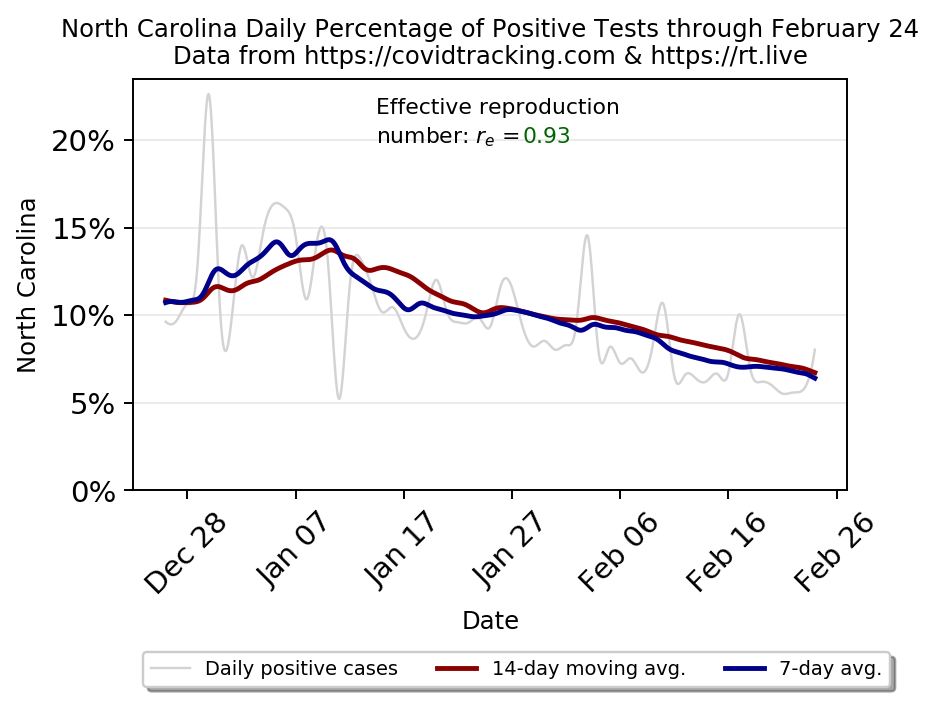 North Carolina Daily Percentage of Positive Tests through February 24
Data from https://covidtracking.com & https://rt.live
Effective reproduction
number: rₑ =0.93
20%
15%
10%
5%
0%
North Carolina
Dec 28
Jan 07
Jan 17
Jan 27
Feb 06
Feb 16
Feb 26
Date
Daily positive cases
14-day moving avg.
7-day avg.